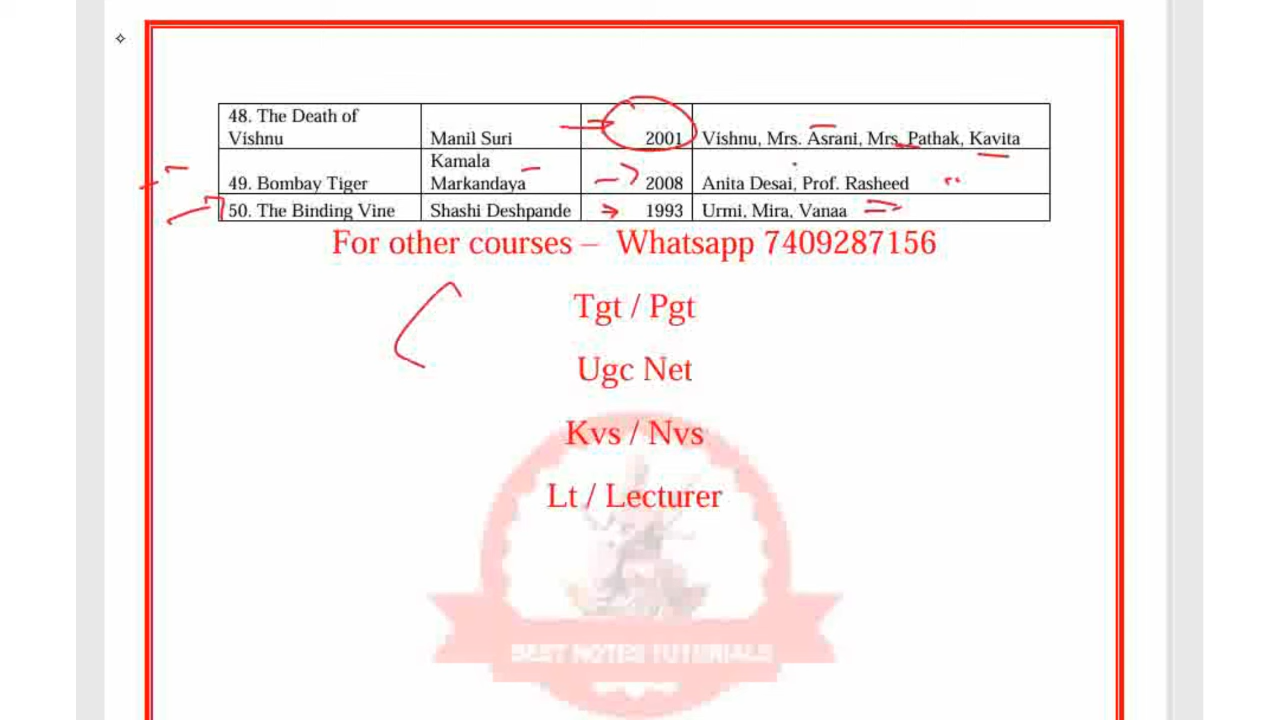 48. The Death of
Vishnu Manil Suri 2001 Vishnu, Mrs. Asrani, Mrs. Pathak, Kavita
Kamala
49. Bombay Tiger Markandaya 2008 Anita Desai, Prof. Rasheed
50. The Binding Vine Shashi Deshpande 1993 Urmi, Mira, Vanaa
For other courses – Whatsapp 7409287156
Tgt / Pgt
Ugc Net
Kvs / Nvs
Lt / Lecturer
BEST NOTES TUTORIALS